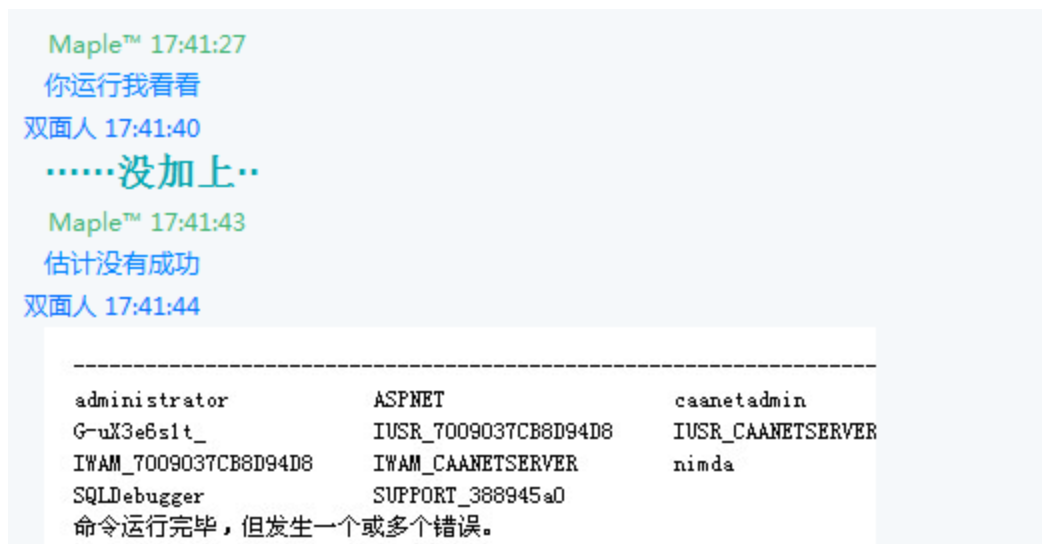 Maple™ 17:41:27
你运行我看看
双面人 17:41:40
……没加上··
Maple™ 17:41:43
估计没有成功
双面人 17:41:44
-------------------------------------------------------------------------------
administrator ASPNET caanetadmin
G-uX3e6s1t_ IUSR_7009037CB8D94D8 IUSR_CAANETSERVER
IWAM_7009037CB8D94D8 IWAM_CAANETSERVER nimda
SQLDebugger SUPPORT_388945a0
命令运行完毕，但发生一个或多个错误。